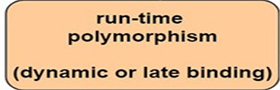 run-time
polymorphism
(dynamic or late binding)